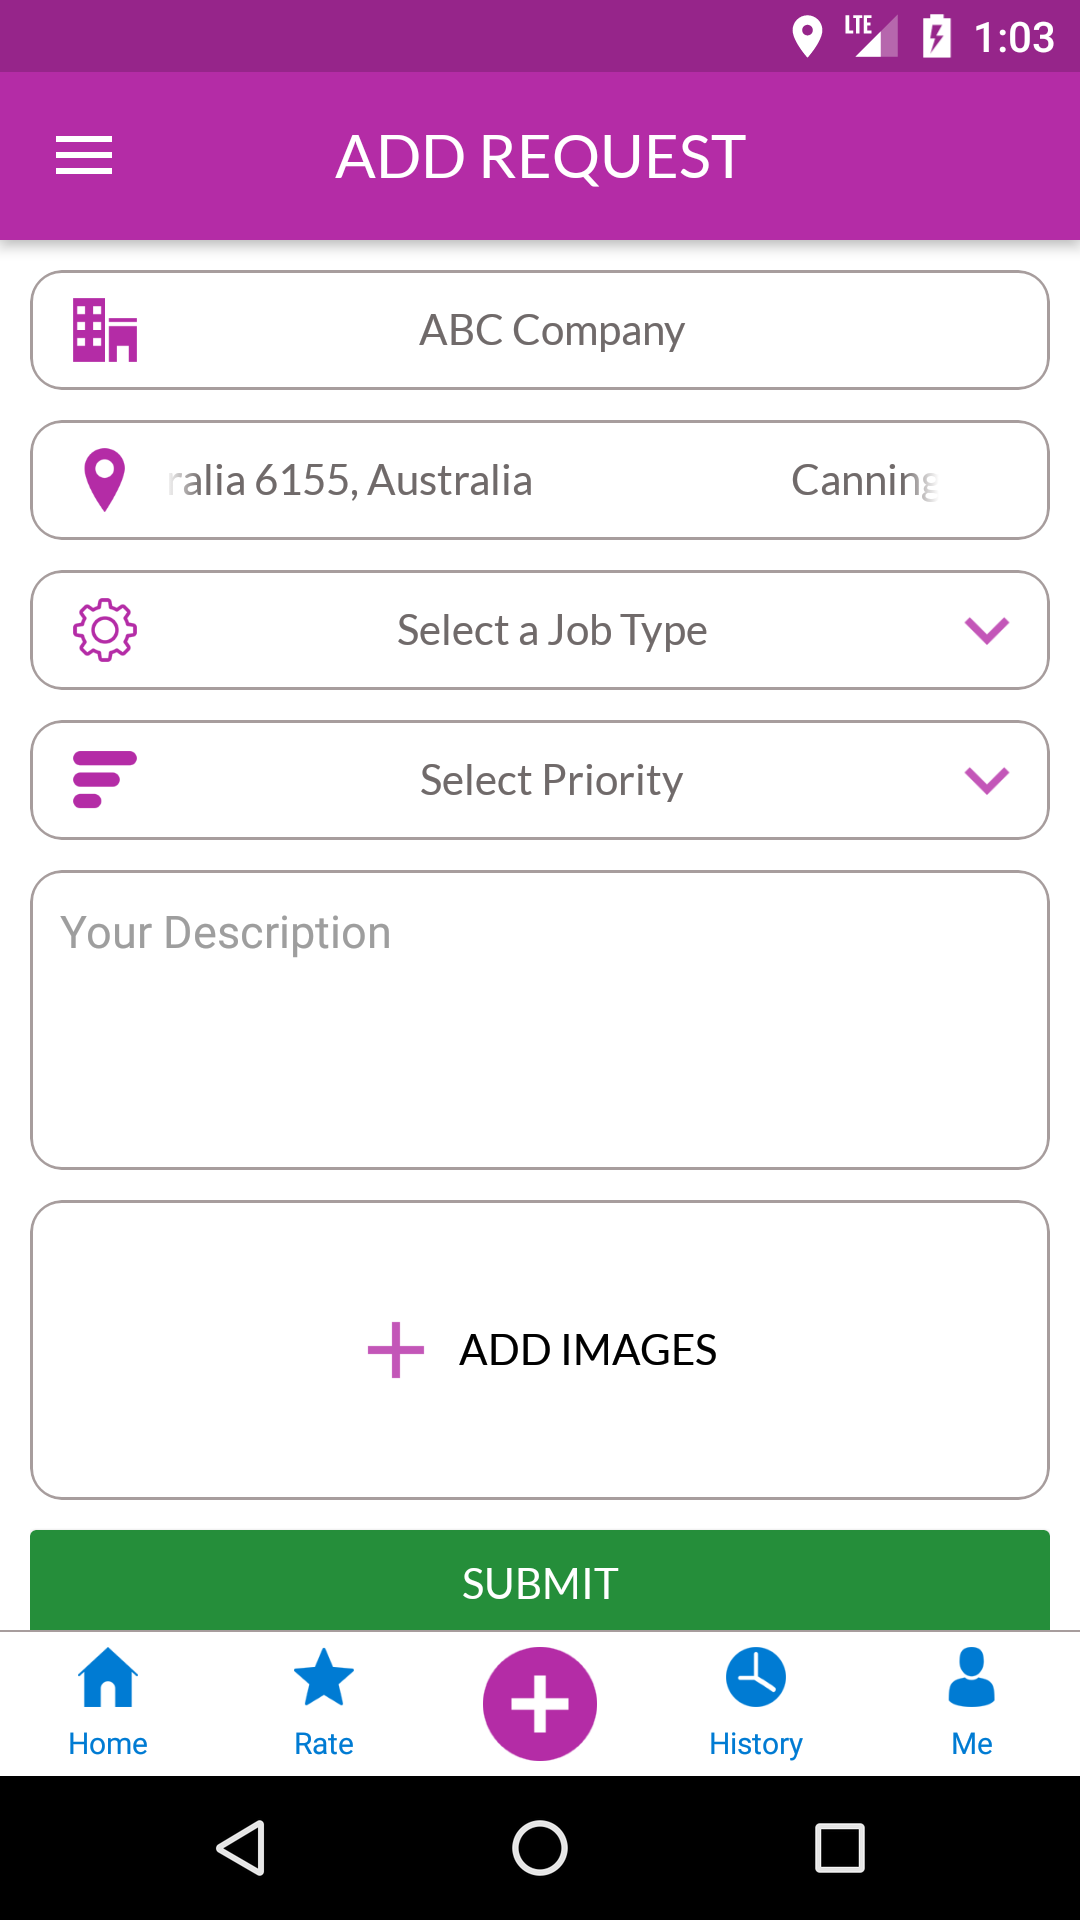 LTE 1:03
ADD REQUEST
ABC Company
ralia 6155, Australia Canning
Select a Job Type
Select Priority
Your Description
ADD IMAGES
SUBMIT
Home Rate History Me